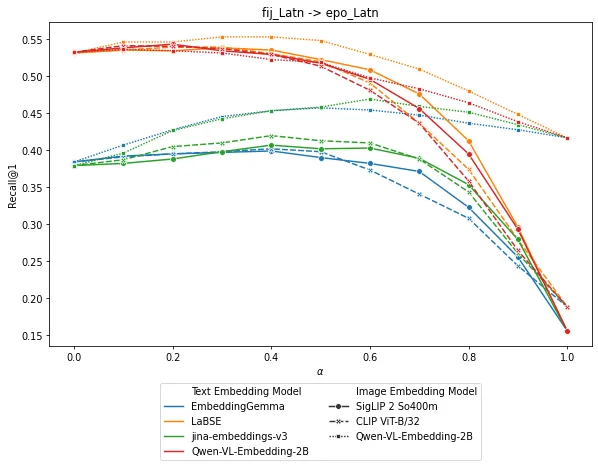 fij_Latn -> epo_Latn
Recall@1
0.55
0.50
0.45
0.40
0.35
0.30
0.25
0.20
0.15
0.0 0.2 0.4 0.6 0.8 1.0
α
Text Embedding Model Image Embedding Model
EmbeddingGemma SigLIP 2 So400m
LaBSE CLIP ViT-B/32
jina-embeddings-v3 Qwen-VL-Embedding-2B
Qwen-VL-Embedding-2B